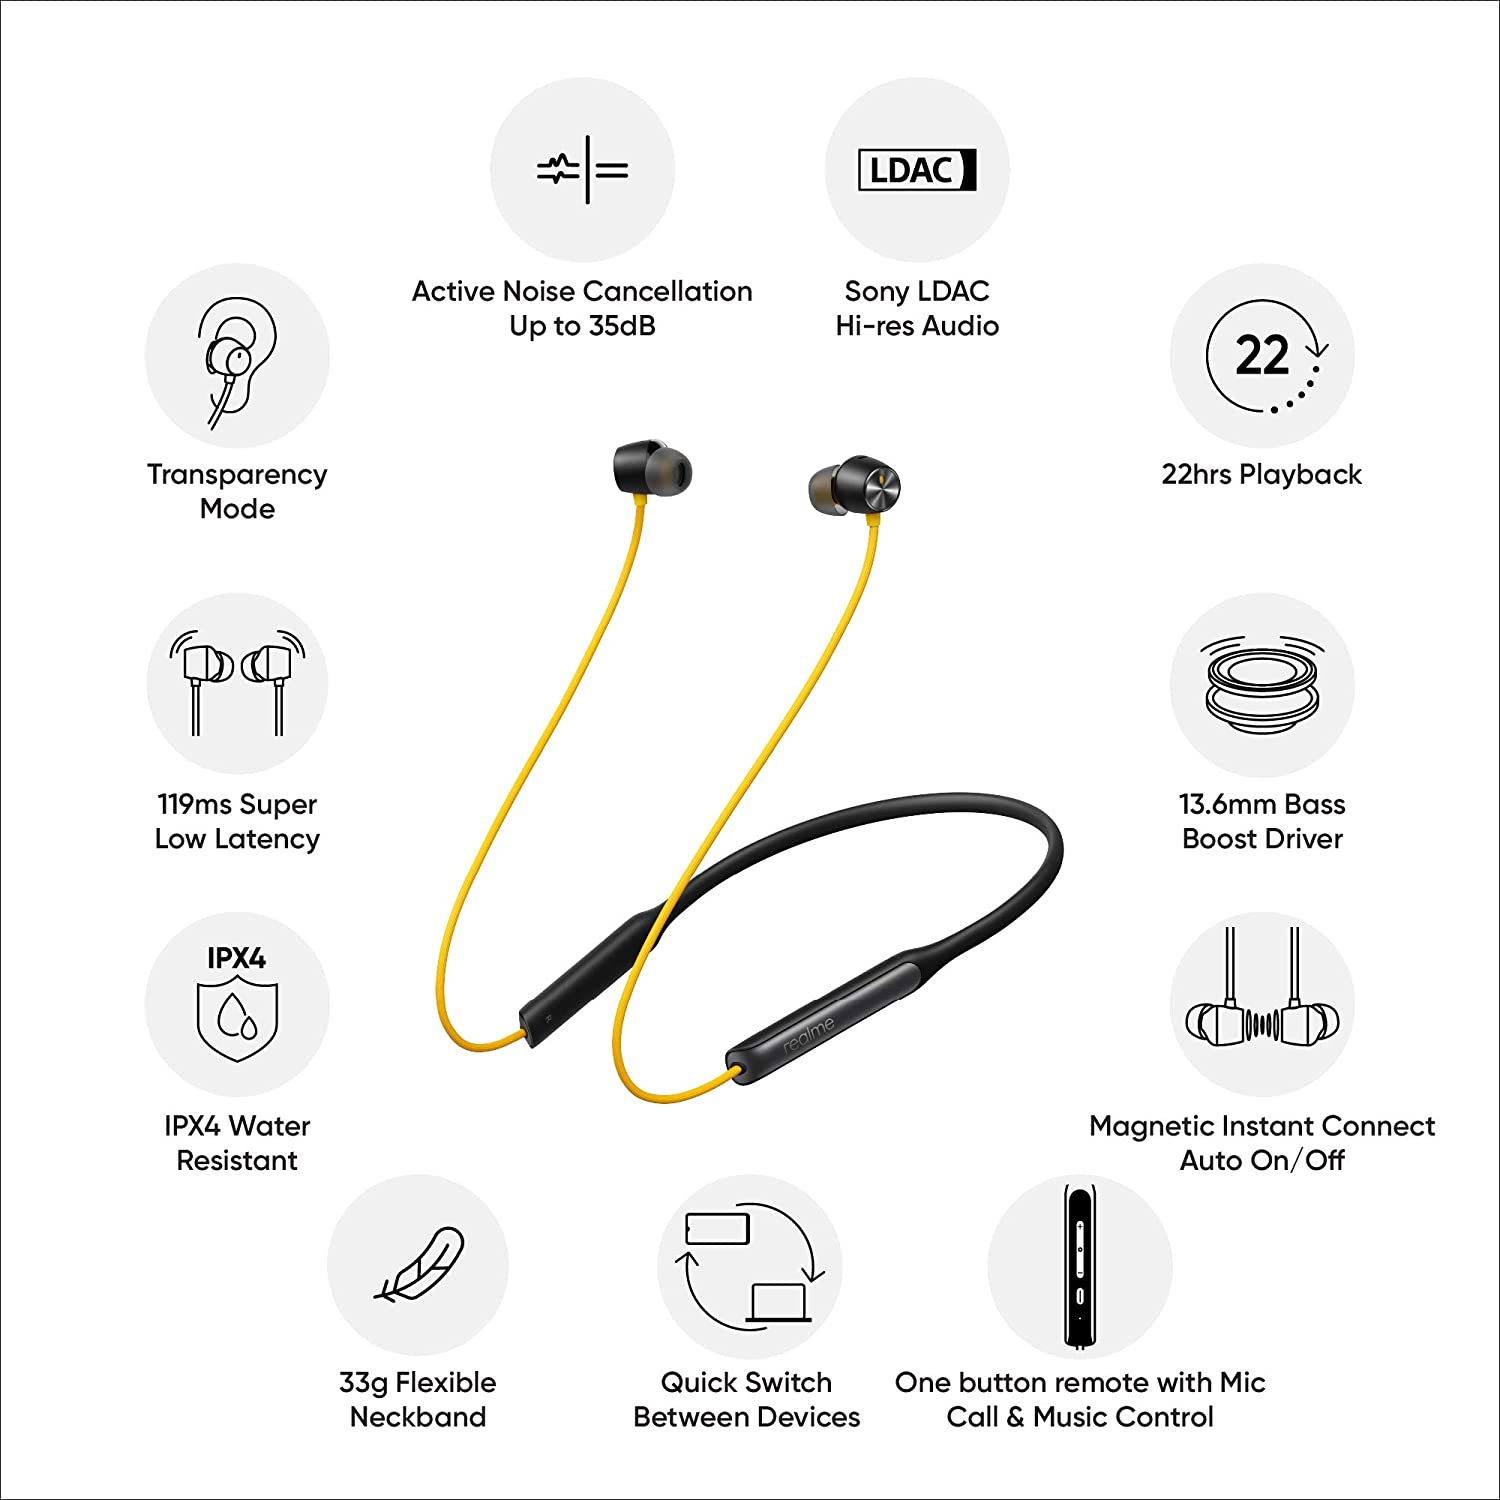 LDAC
Active Noise Cancellation
Up to 35dB
Sony LDAC
Hi-res Audio
Transparency
Mode
22
22hrs Playback
119ms Super
Low Latency
13.6mm Bass
Boost Driver
IPX4
IPX4 Water
Resistant
R
realme
Magnetic Instant Connect
Auto On/Off
33g Flexible
Neckband
Quick Switch
Between Devices
One button remote with Mic
Call & Music Control